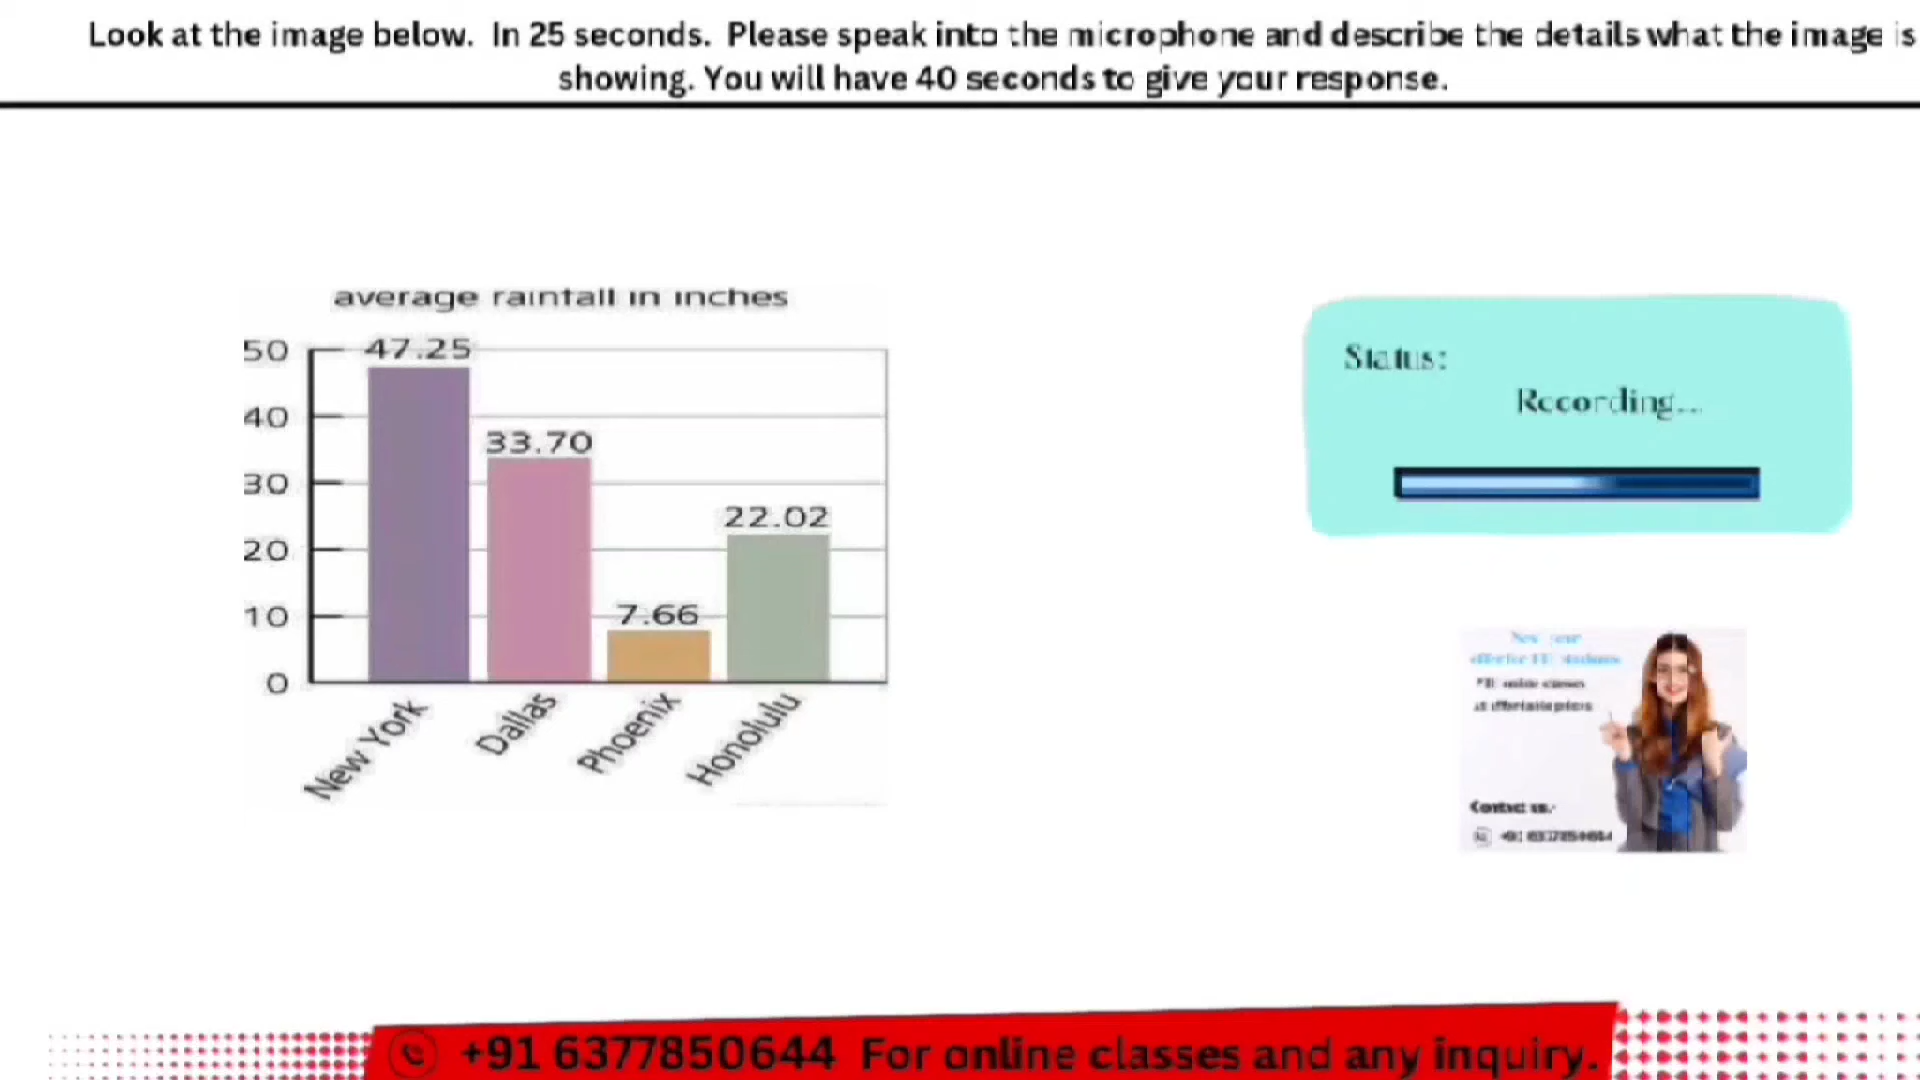 Look at the image below. In 25 seconds. Please speak into the microphone and describe the details what the image is
showing. You will have 40 seconds to give your response.
average rainfall in inches
50
47.25
40
33.70
30
22.02
20
7.66
10
0
New York
Dallas
Phoenix
Honolulu
Status:
Recording...
Contact us:-
+91 6377850644
+91 6377850644 For online classes and any inquiry.